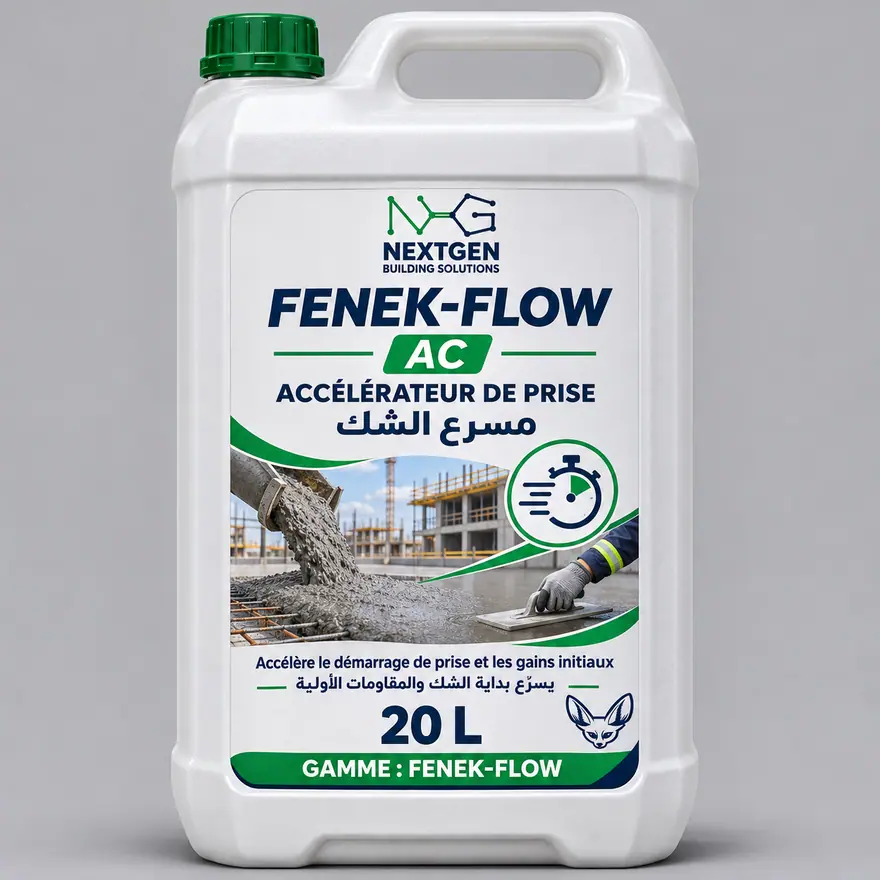 NG
NEXTGEN
BUILDING SOLUTIONS
FENEK-FLOW
AC
ACCÉLÉRATEUR DE PRISE
مسرع الشك
Accélère le démarrage de prise et les gains initiaux
يسرّع بداية الشك والمقاومات الأولية
20 L
GAMME : FENEK-FLOW